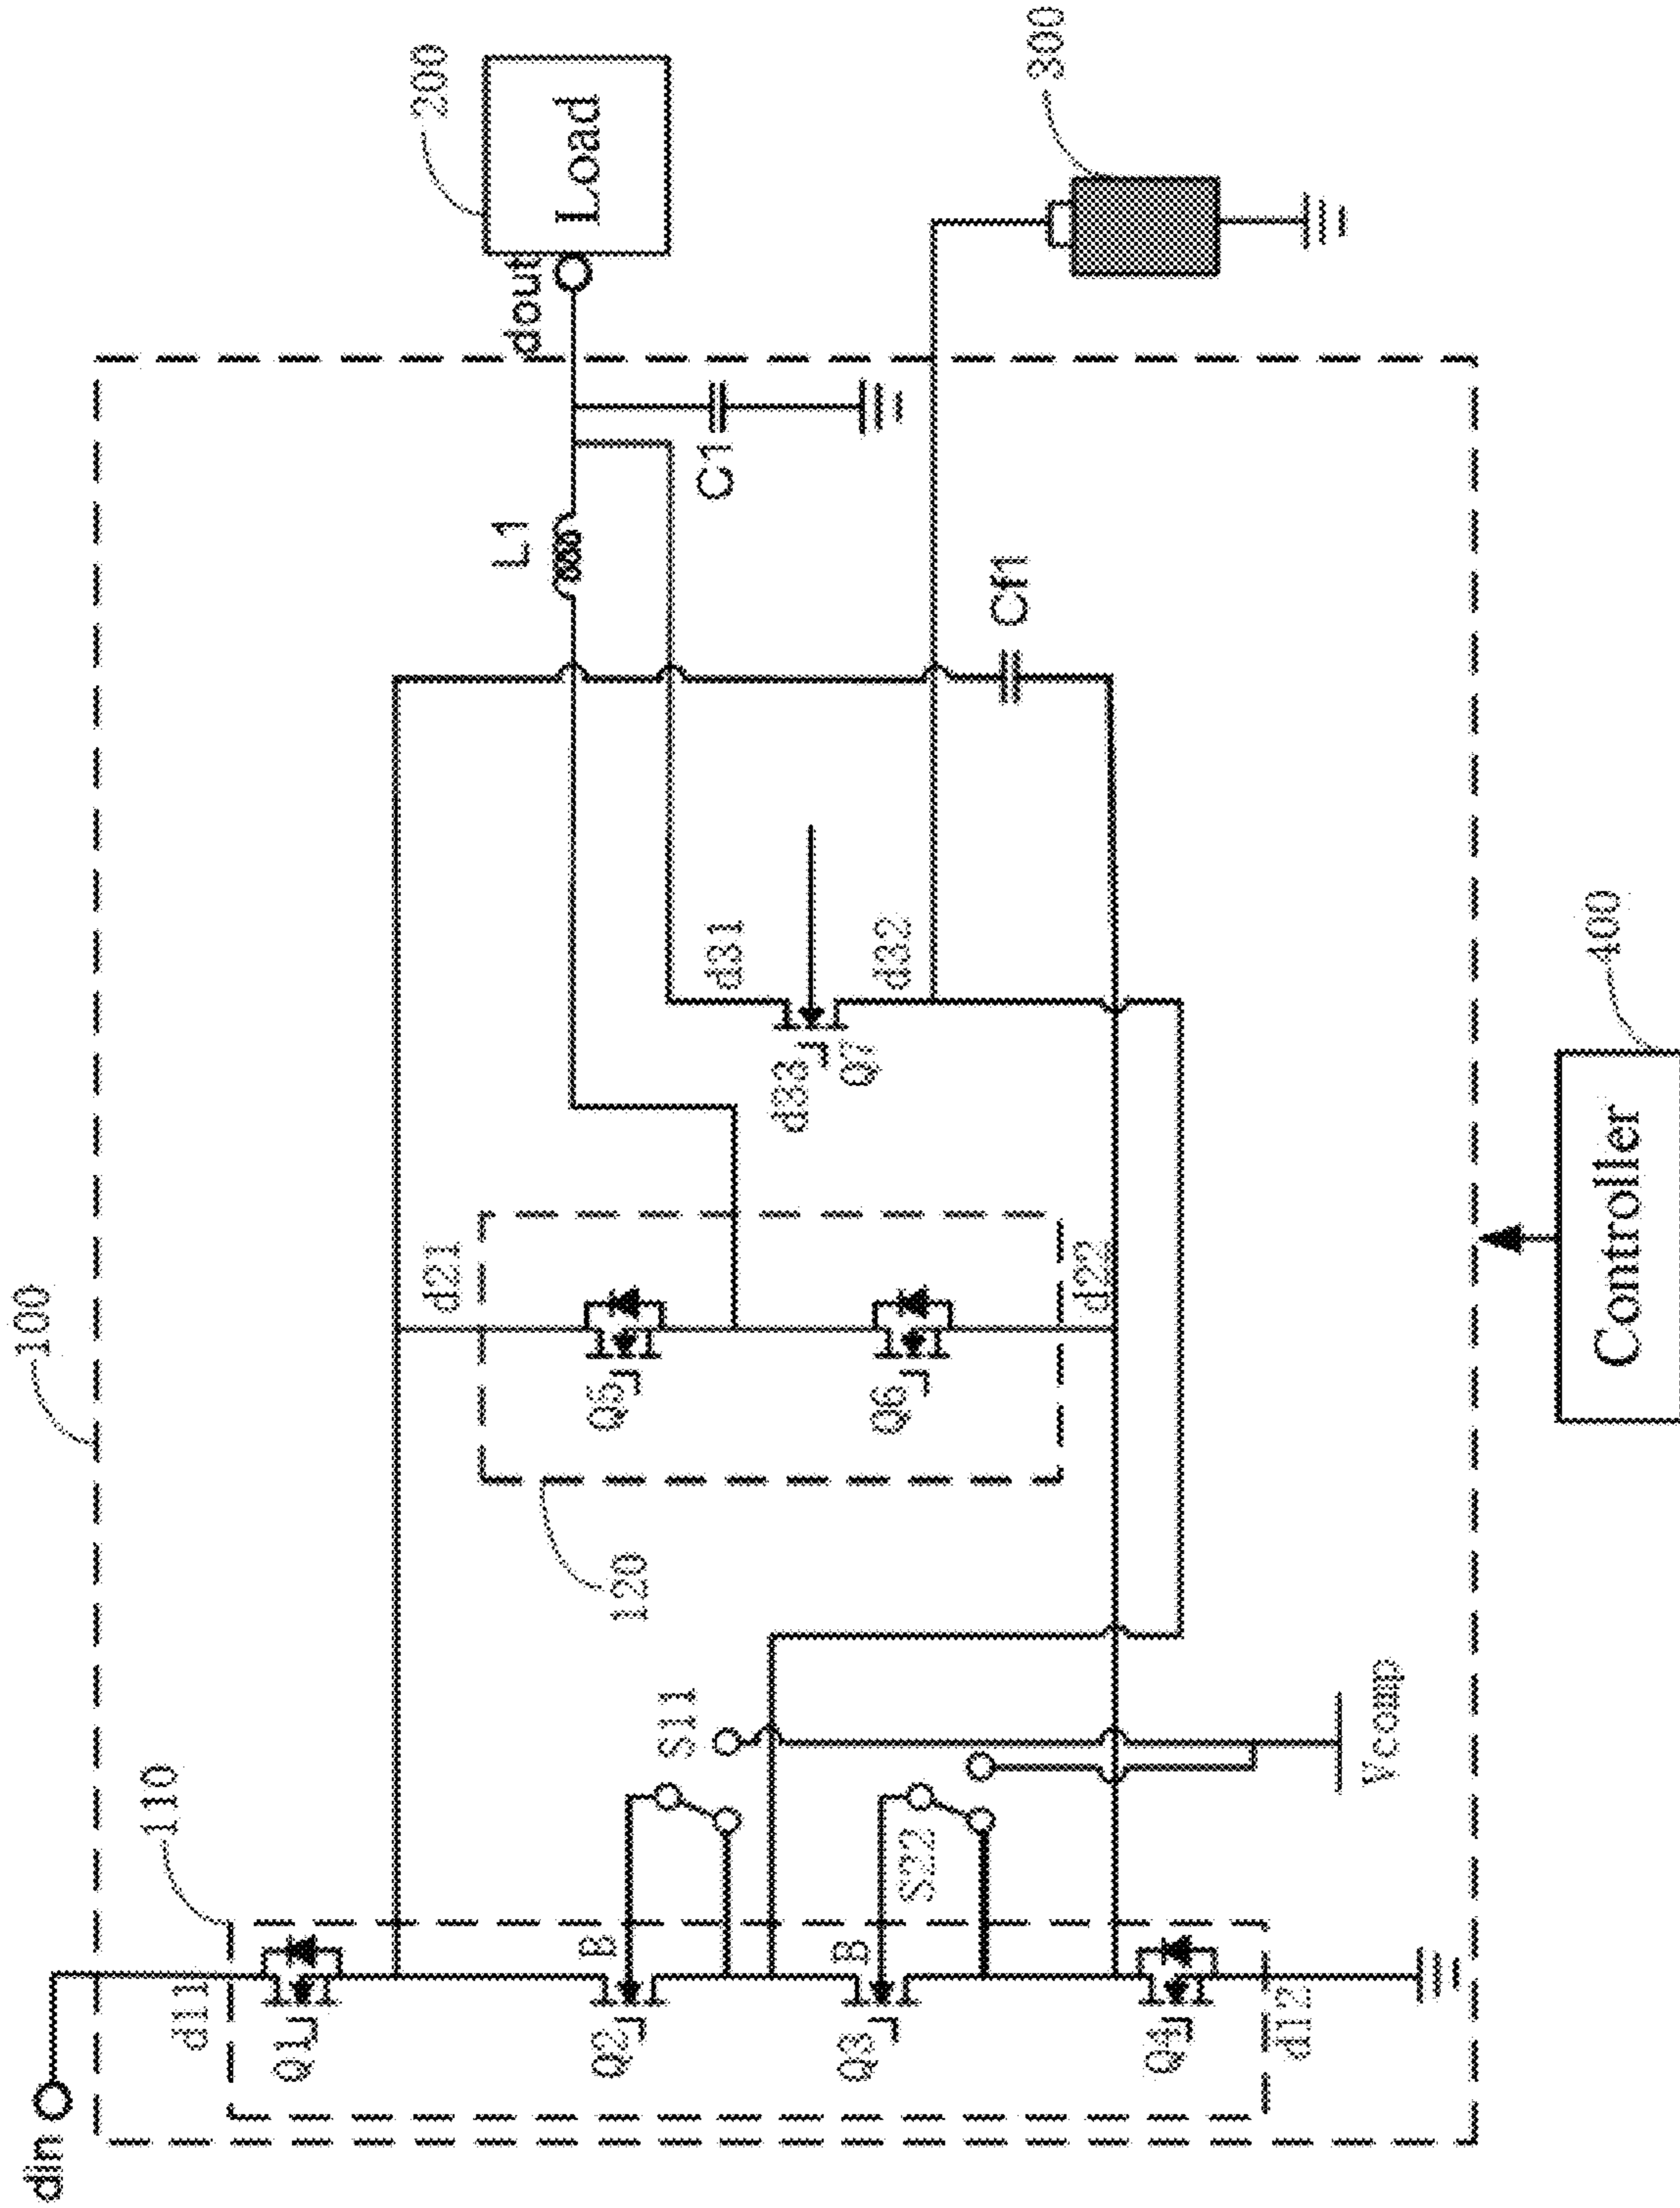 100
200
300
400
110
120
din
dout
Load
L1
C1
Cf1
d11
Q1
Q2
B
S11
Q3
B
S22
Q4
d12
Vcomp
d21
Q5
Q6
d22
d31
d33
Q7
d32
Controller